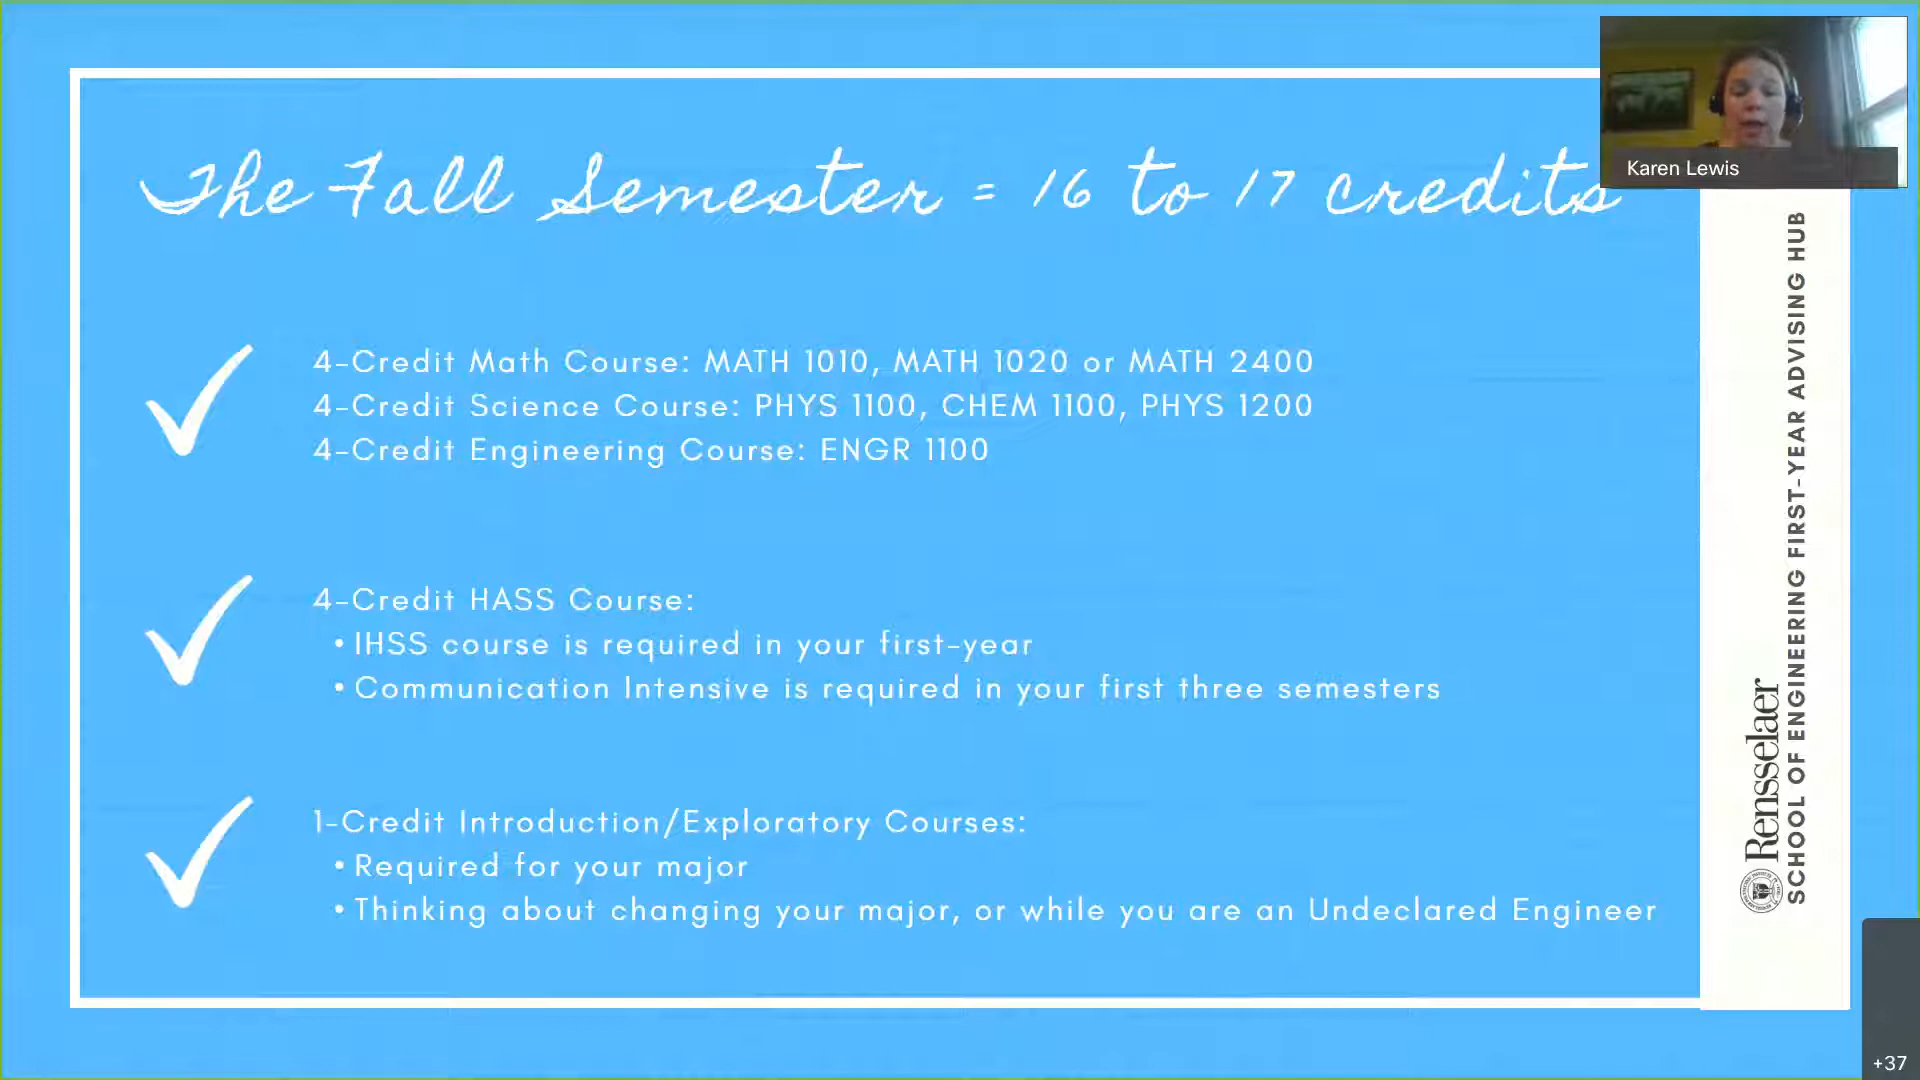 The Fall Semester = 16 to 17 credits
4-Credit Math Course: MATH 1010, MATH 1020 or MATH 2400
4-Credit Science Course: PHYS 1100, CHEM 1100, PHYS 1200
4-Credit Engineering Course: ENGR 1100
4-Credit HASS Course:
• IHSS course is required in your first-year
• Communication Intensive is required in your first three semesters
1-Credit Introduction/Exploratory Courses:
• Required for your major
• Thinking about changing your major, or while you are an Undeclared Engineer
Karen Lewis
Rensselaer
SCHOOL OF ENGINEERING FIRST-YEAR ADVISING HUB
+37